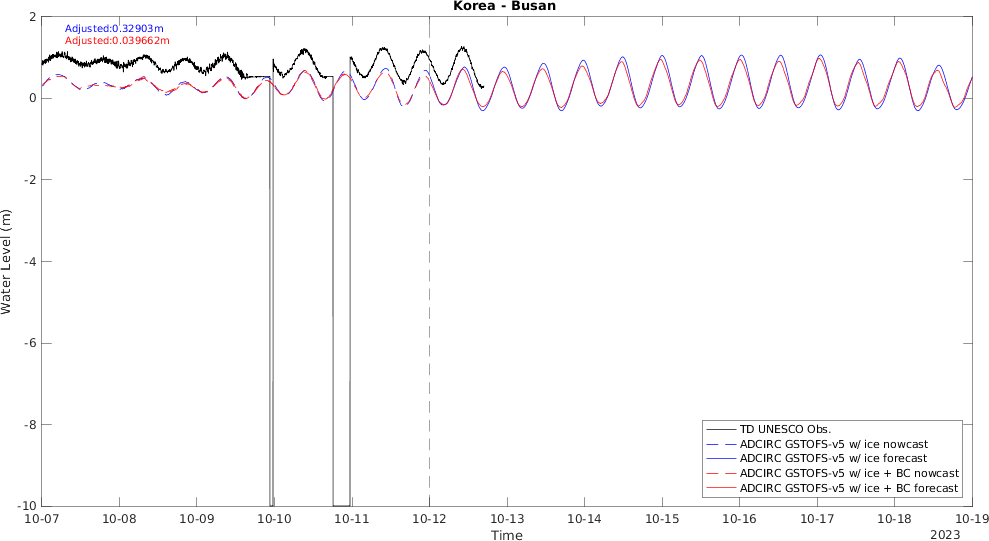 Korea - Busan
Adjusted:0.32903m
Adjusted:0.039662m
2
0
-2
-4
-6
-8
-10
Water Level (m)
TD UNESCO Obs.
ADCIRC GSTOFS-v5 w/ ice nowcast
ADCIRC GSTOFS-v5 w/ ice forecast
ADCIRC GSTOFS-v5 w/ ice + BC nowcast
ADCIRC GSTOFS-v5 w/ ice + BC forecast
10-07 10-08 10-09 10-10 10-11 10-12 10-13 10-14 10-15 10-16 10-17 10-18 10-19
Time
2023